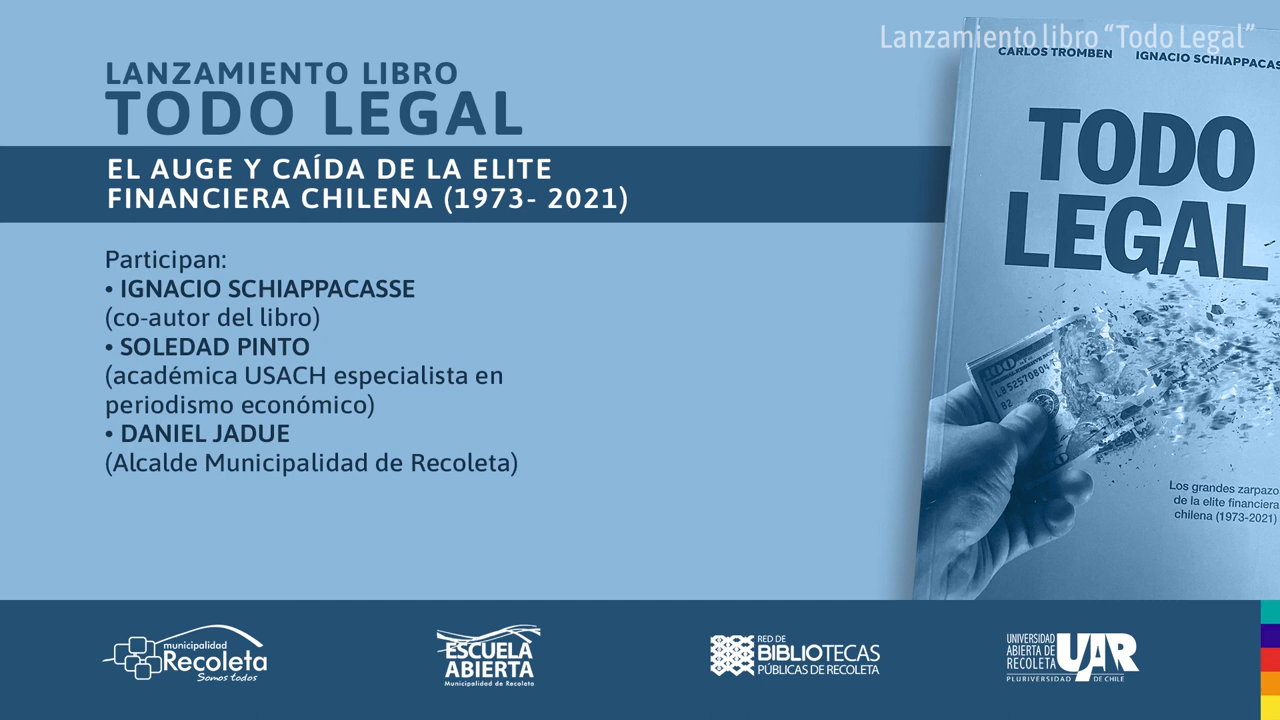 Lanzamiento libro “Todo Legal”
LANZAMIENTO LIBRO
TODO LEGAL
EL AUGE Y CAÍDA DE LA ELITE
FINANCIERA CHILENA (1973- 2021)
Participan:
• IGNACIO SCHIAPPACASSE
(co-autor del libro)
• SOLEDAD PINTO
(académica USACH especialista en
periodismo económico)
• DANIEL JADUE
(Alcalde Municipalidad de Recoleta)
CARLOS TROMBEN IGNACIO SCHIAPPACAS
TODO
LEGAL
100
LB52570804
82
Los grandes zarpazo
de la elite financiera
chilena (1973-2021)
municipalidad
Recoleta
Somos todos
ESCUELA
ABIERTA
Municipalidad de Recoleta
RED DE
BIBLIOTECAS
PÚBLICAS DE RECOLETA
UNIVERSIDAD
ABIERTA DE
RECOLETA
UAR
PLURIVERSIDAD DE CHILE